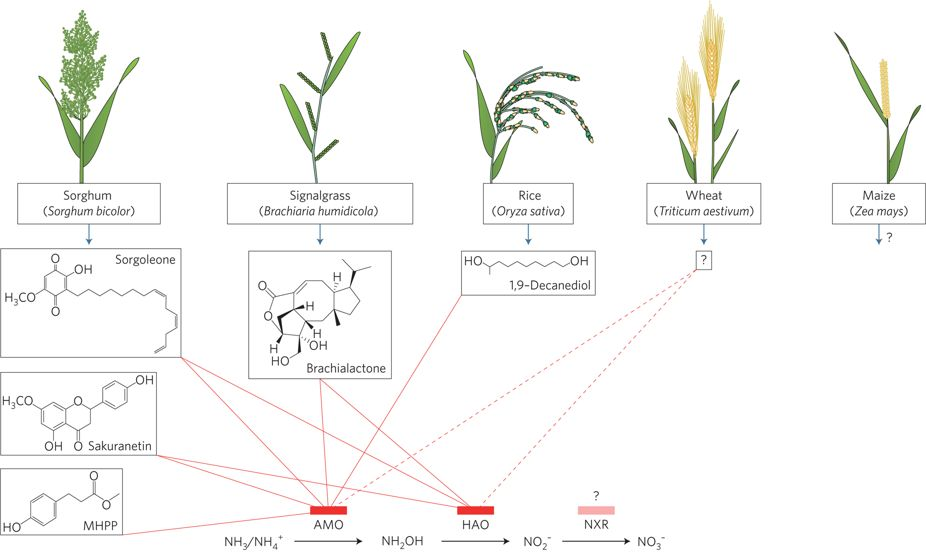 Sorghum
(Sorghum bicolor)
Signalgrass
(Brachiaria humidicola)
Rice
(Oryza sativa)
Wheat
(Triticum aestivum)
Maize
(Zea mays)
?
?
Sorgoleone
O
OH
H₃CO
O
O
O
H
H
H
OH
HO
Brachialactone
HO
OH
1,9–Decanediol
OH
H₃CO
O
OH
O
Sakuranetin
O
O
HO
MHPP
AMO
HAO
?
NXR
NH₃/NH₄⁺
NH₂OH
NO₂⁻
NO₃⁻